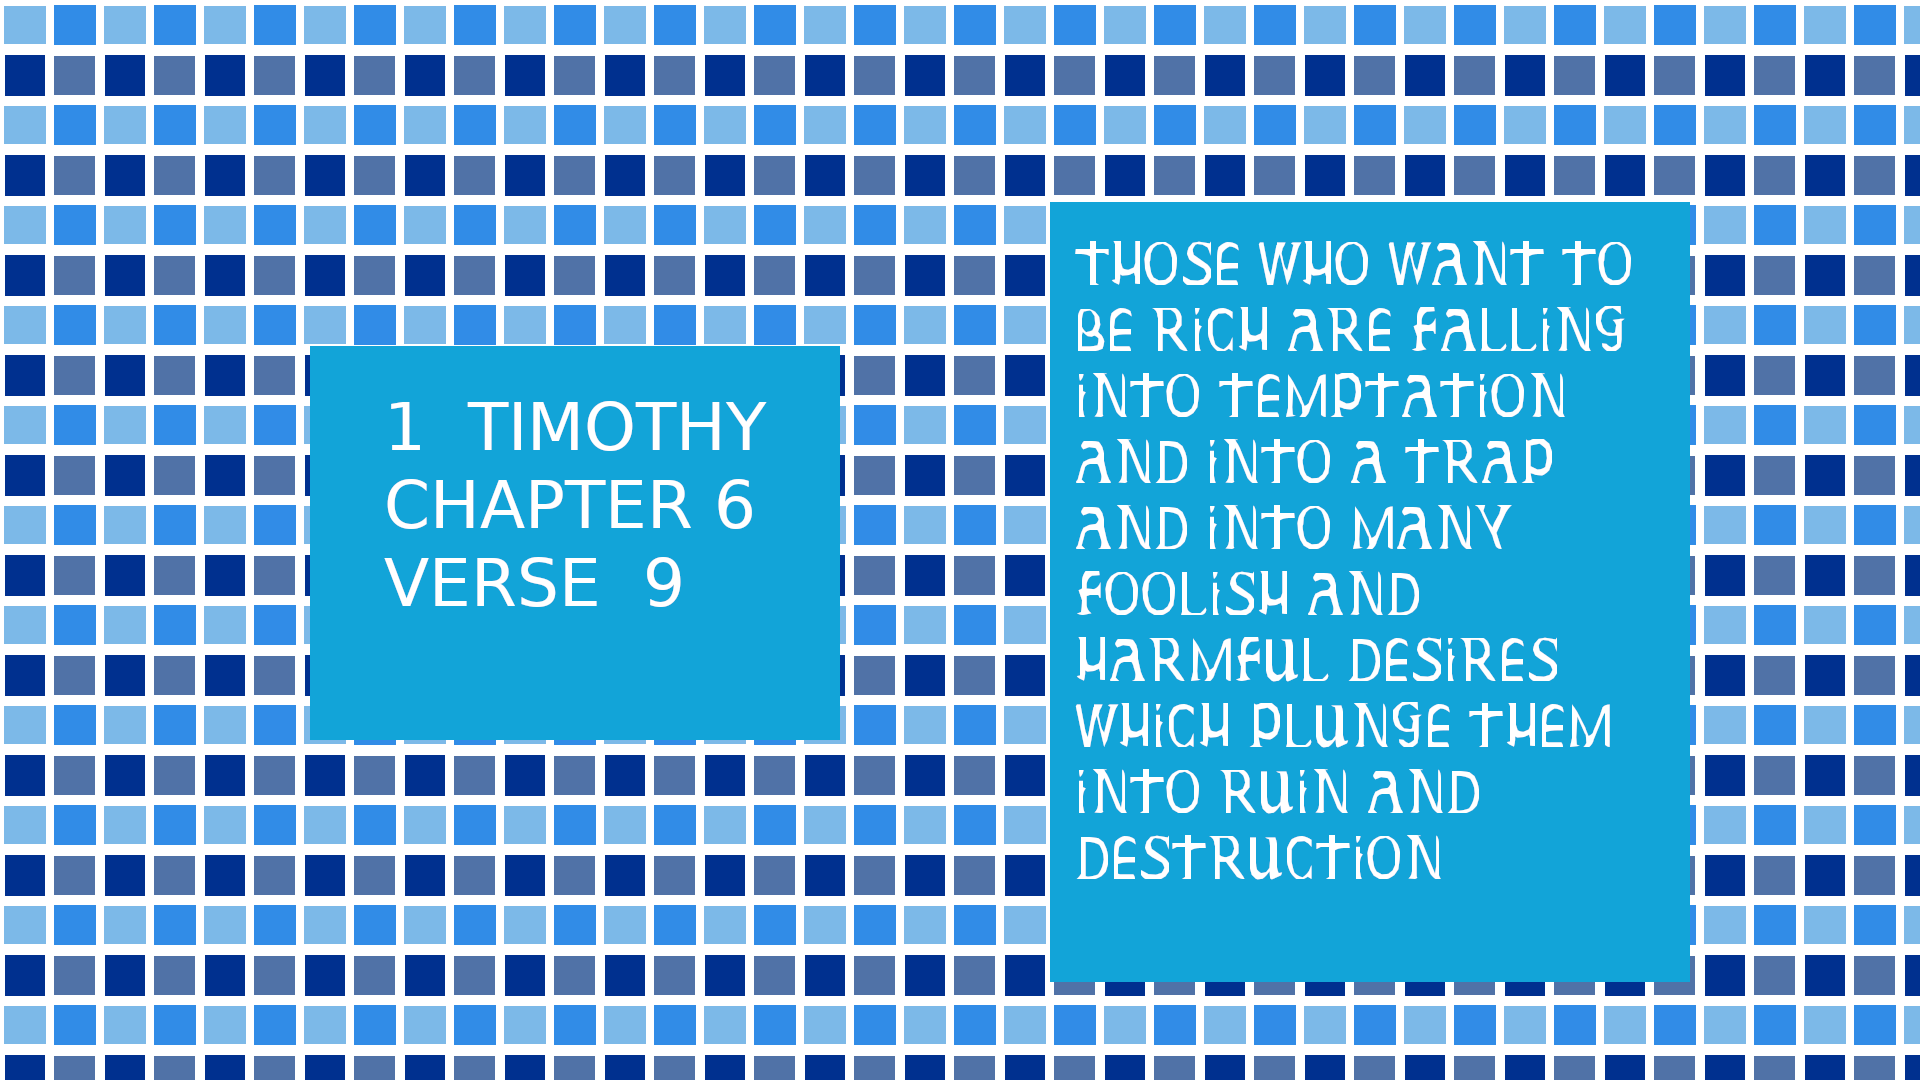 1 TIMOTHY
CHAPTER 6
VERSE 9
THOSE WHO WANT TO
BE RiCH ARE FALLiNG
iNTO TEMPTATiON
AND iNTO A TRAP
AND iNTO MANY
FOOLiSH AND
HARMFUL DESiRES
WHiCH PLUNGE THEM
iNTO RUiN AND
DESTRUCTiON